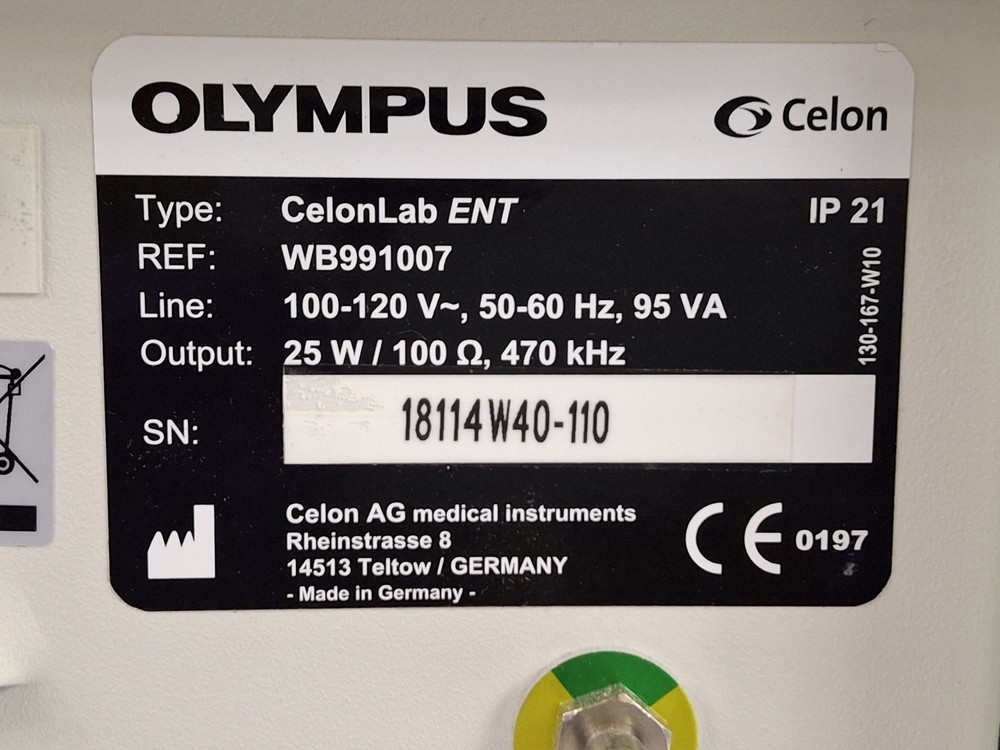 OLYMPUS
Celon
Type: CelonLab ENT IP 21
REF: WB991007
Line: 100-120 V~, 50-60 Hz, 95 VA
Output: 25 W / 100 Ω, 470 kHz
130-167-W10
SN: 18114W40-110
Celon AG medical instruments
Rheinstrasse 8
14513 Teltow / GERMANY
- Made in Germany -
CE 0197